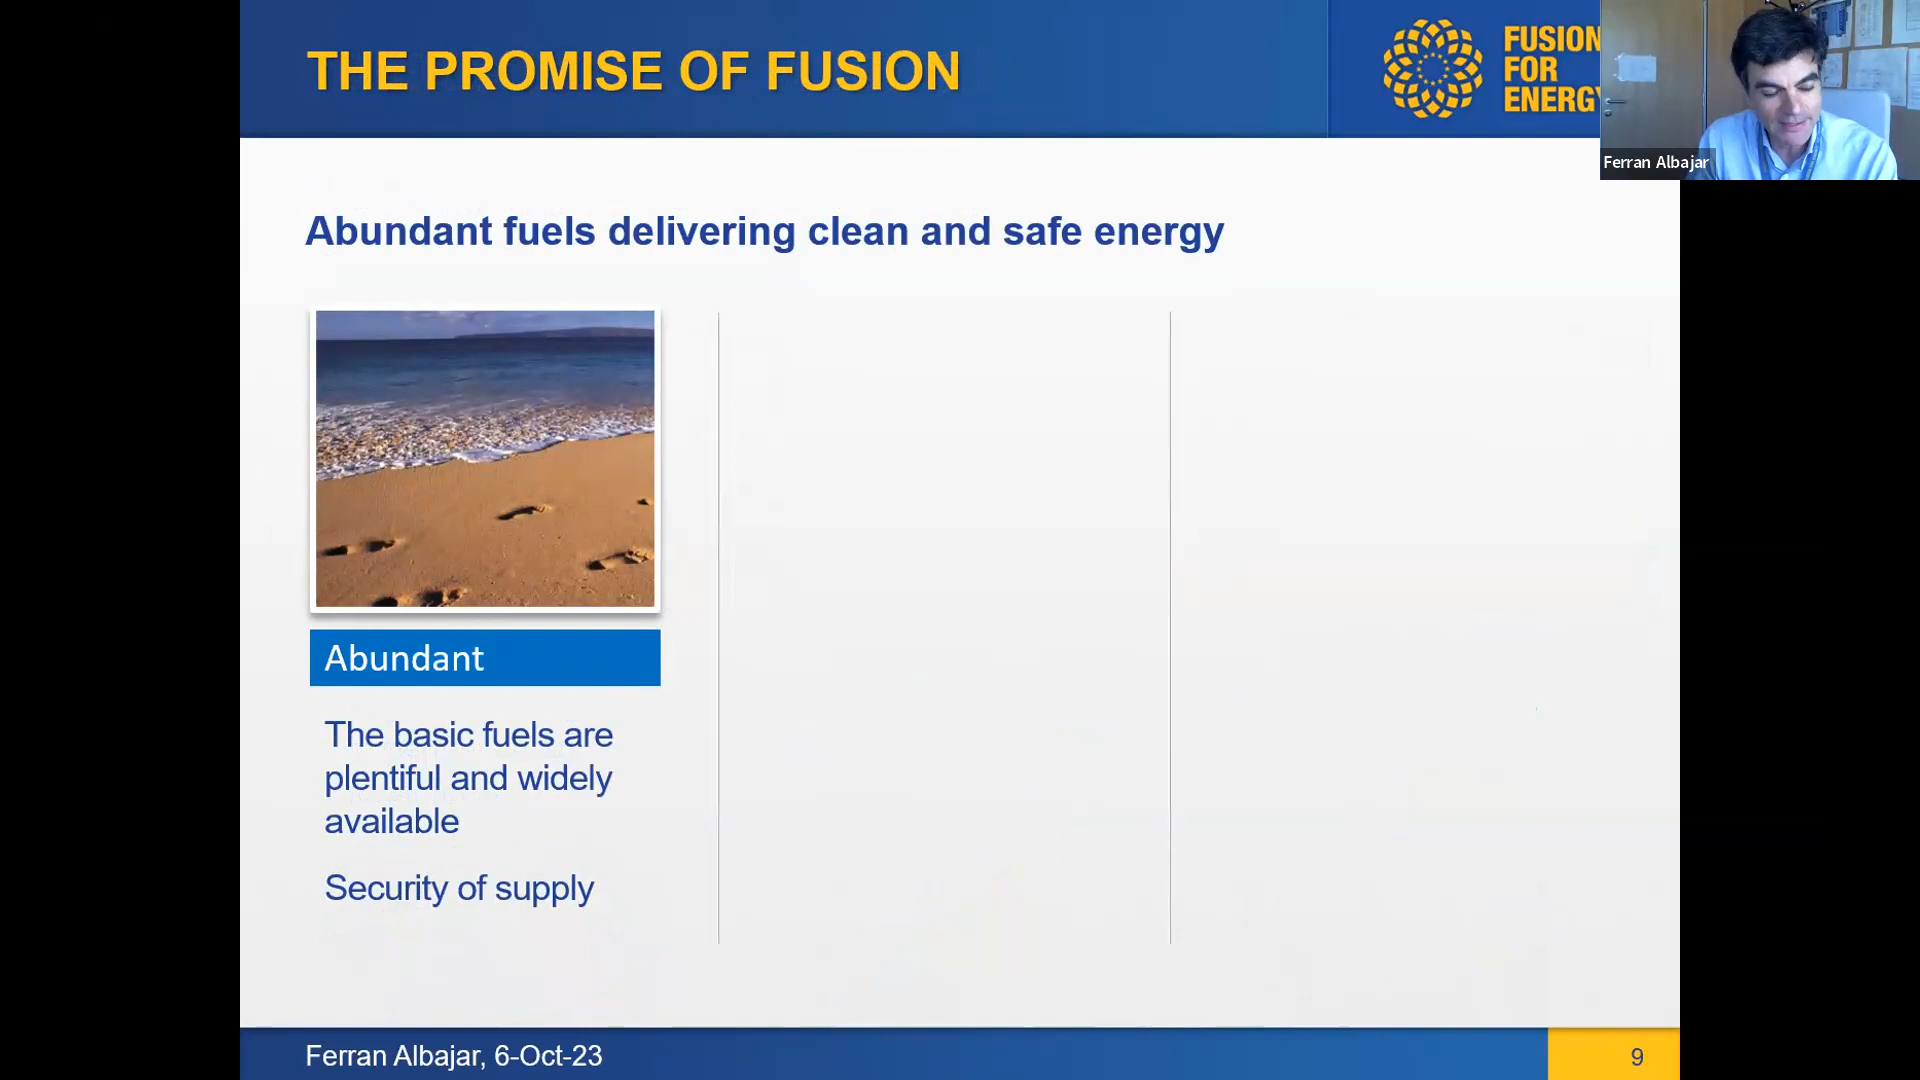 THE PROMISE OF FUSION
FUSION
FOR
ENERGY
Ferran Albajar
Abundant fuels delivering clean and safe energy
Abundant
The basic fuels are
plentiful and widely
available
Security of supply
Ferran Albajar, 6-Oct-23
9